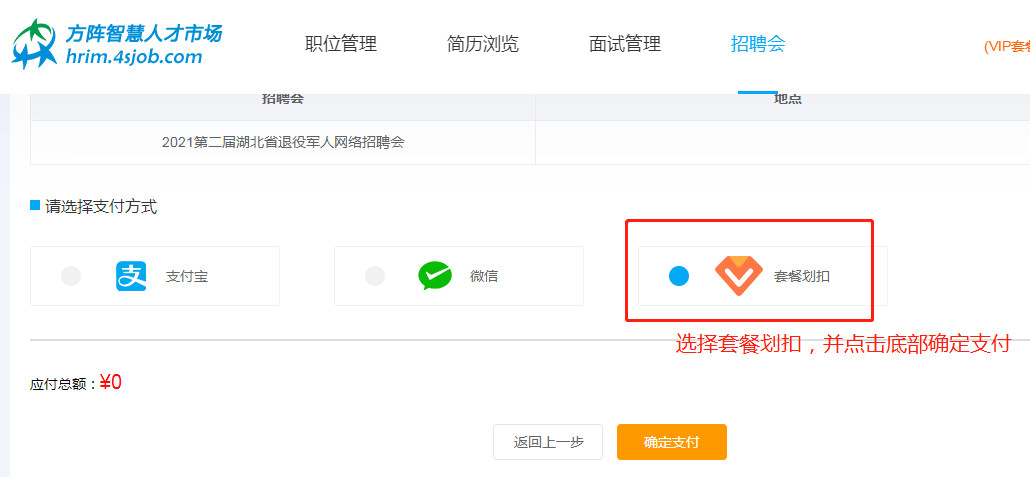 方阵智慧人才市场
hrim.4sjob.com
职位管理 简历浏览 面试管理 招聘会
(VIP套餐
招聘会 地点
2021第二届湖北省退役军人网络招聘会
请选择支付方式
支 支付宝 微信 套餐划扣
选择套餐划扣，并点击底部确定支付
应付总额：¥0
返回上一步 确定支付